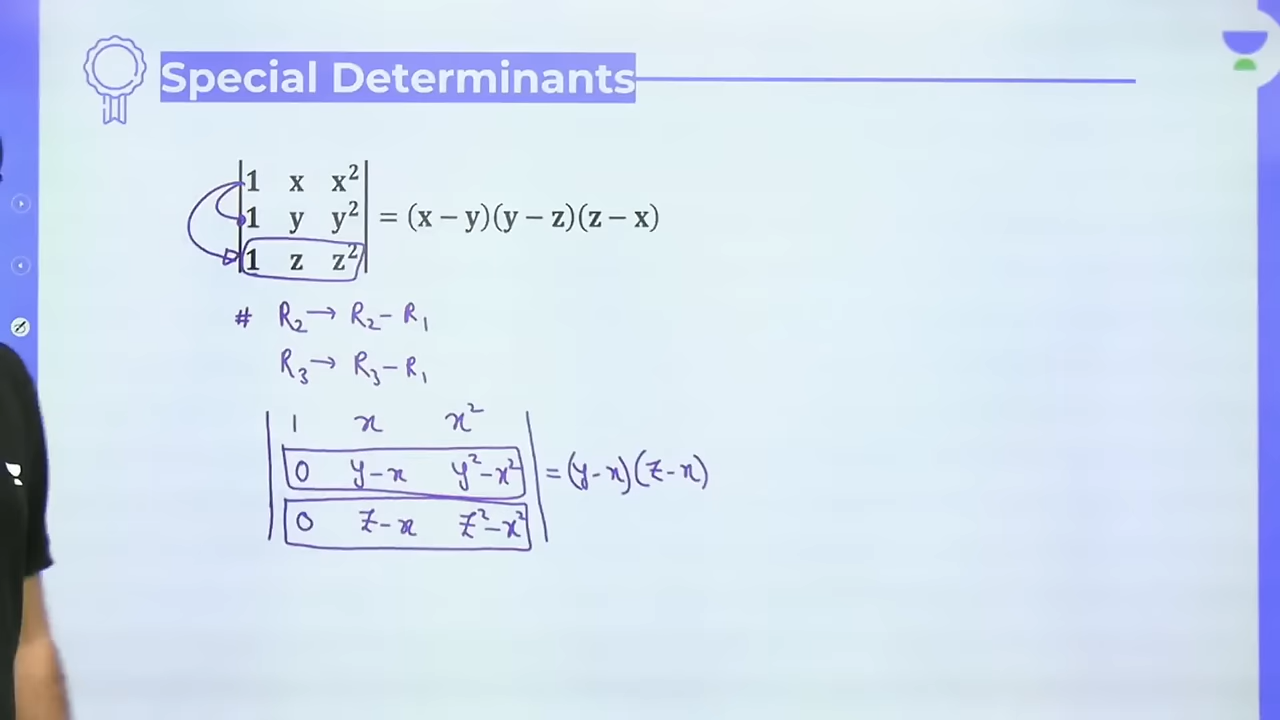 Special Determinants
|1 x x²|
|1 y y²| = (x − y)(y − z)(z − x)
|1 z z²|
# R₂ → R₂ − R₁
R₃ → R₃ − R₁
|1 x x²|
|0 y−x y²−x²| = (y−x)(z−x)
|0 z−x z²−x²|